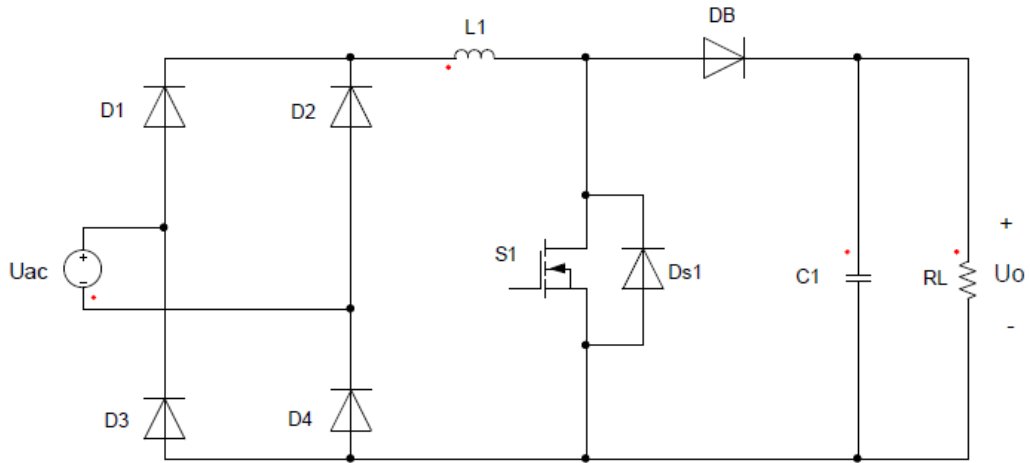 DB
L1
D1
D2
+
S1
Uac
Ds1
C1
RL
Uo
-
D3
D4